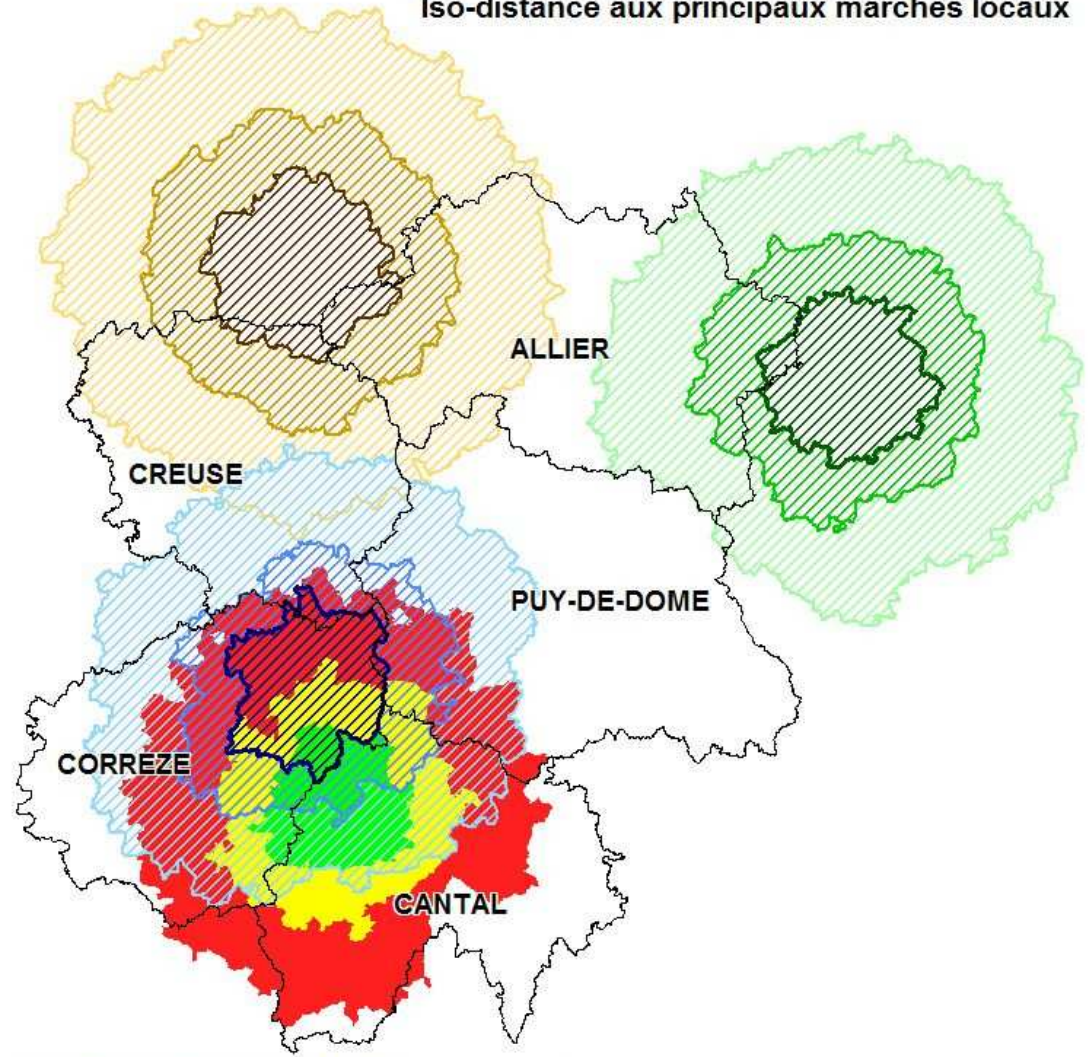 Iso-distance aux principaux marchés locaux
ALLIER
CREUSE
PUY-DE-DOME
CORREZE
CANTAL